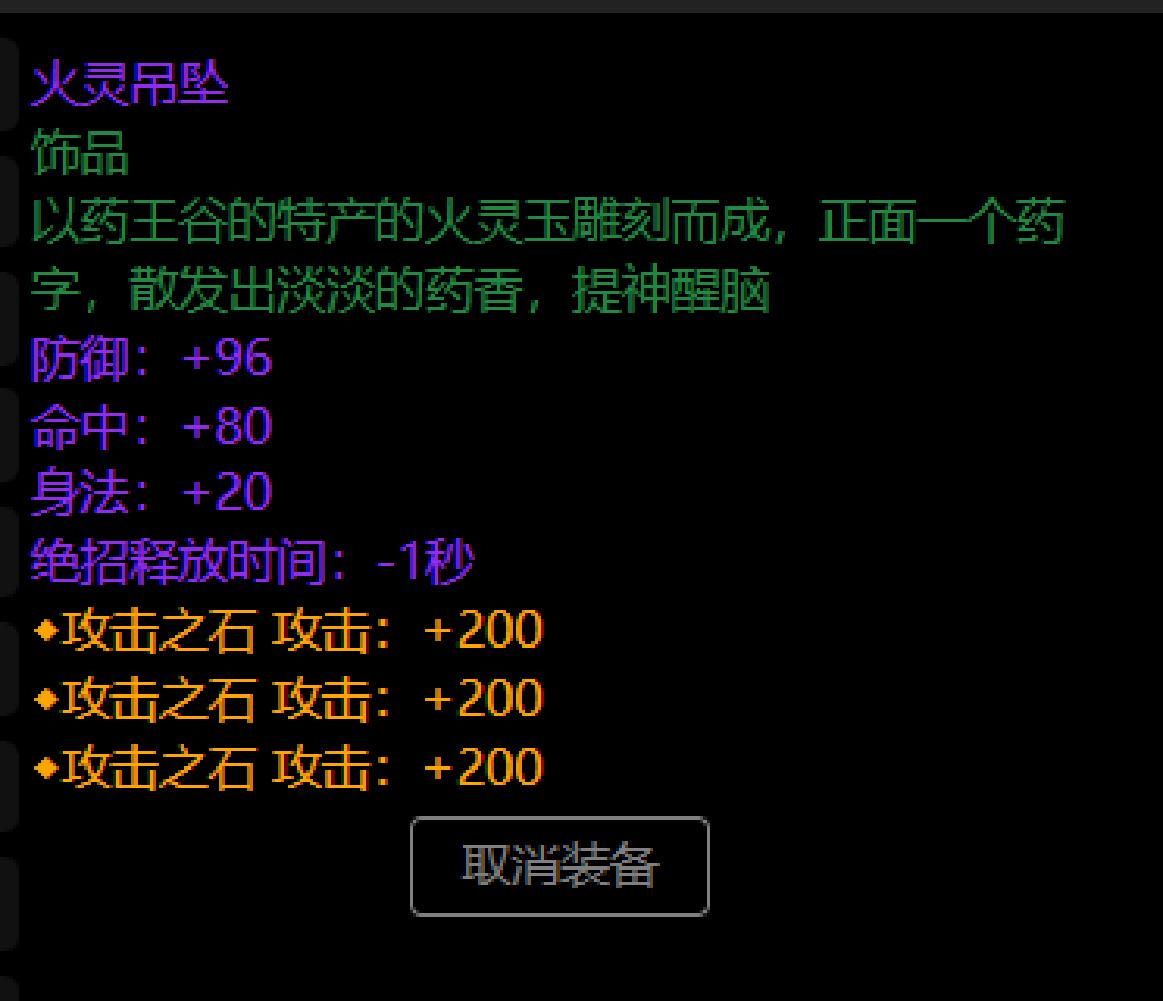 火灵吊坠
饰品
以药王谷的特产的火灵玉雕刻而成，正面一个药
字，散发出淡淡的药香，提神醒脑
防御：+96
命中：+80
身法：+20
绝招释放时间：-1秒
◆攻击之石 攻击：+200
◆攻击之石 攻击：+200
◆攻击之石 攻击：+200
取消装备